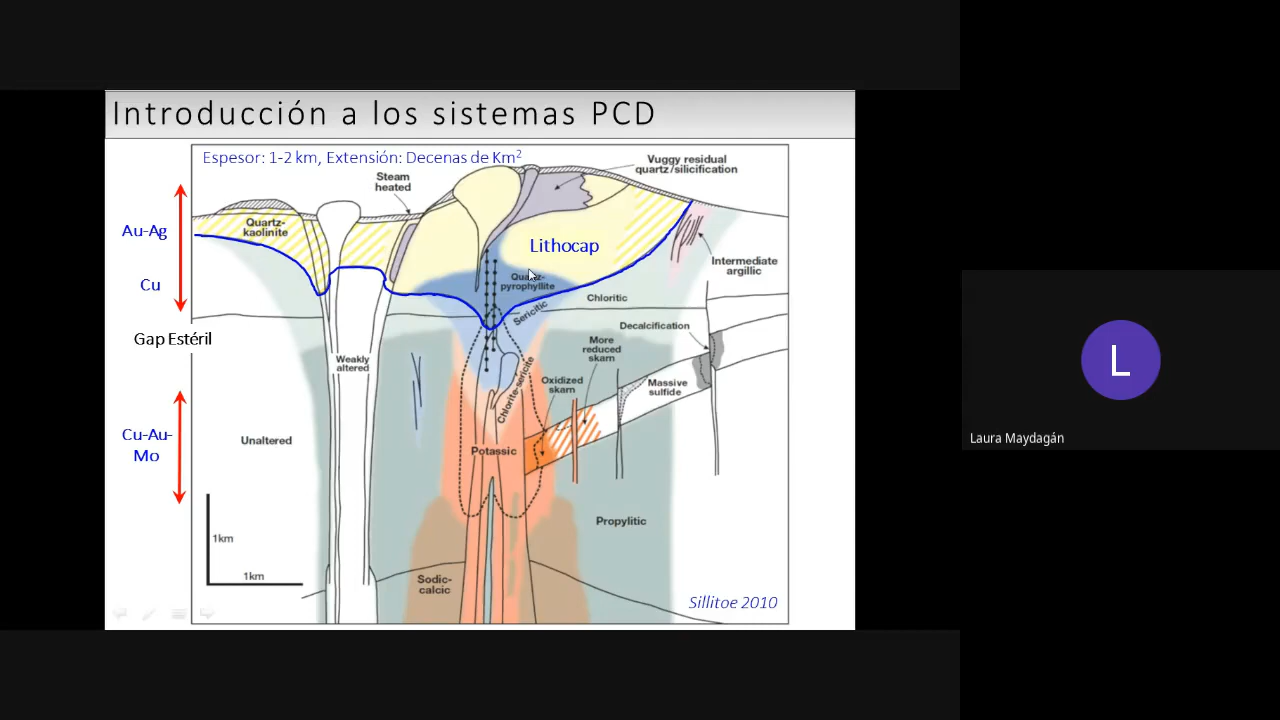 Introducción a los sistemas PCD
Espesor: 1-2 km, Extensión: Decenas de Km²
Vuggy residual
quartz/silicification
Steam
heated
Au-Ag
Quartz-
kaolinite
Lithocap
Intermediate
argillic
Cu
Quartz-
pyrophyllite
Chloritic
Sericitic
Decalcification
Gap Estéril
More
reduced
skarn
Weakly
altered
Oxidized
skarn
Massive
sulfide
Chlorite-sericite
Cu-Au-
Mo
Unaltered
Potassic
Propylitic
1km
1km
Sodic-
calcic
Sillitoe 2010
L
Laura Maydagán